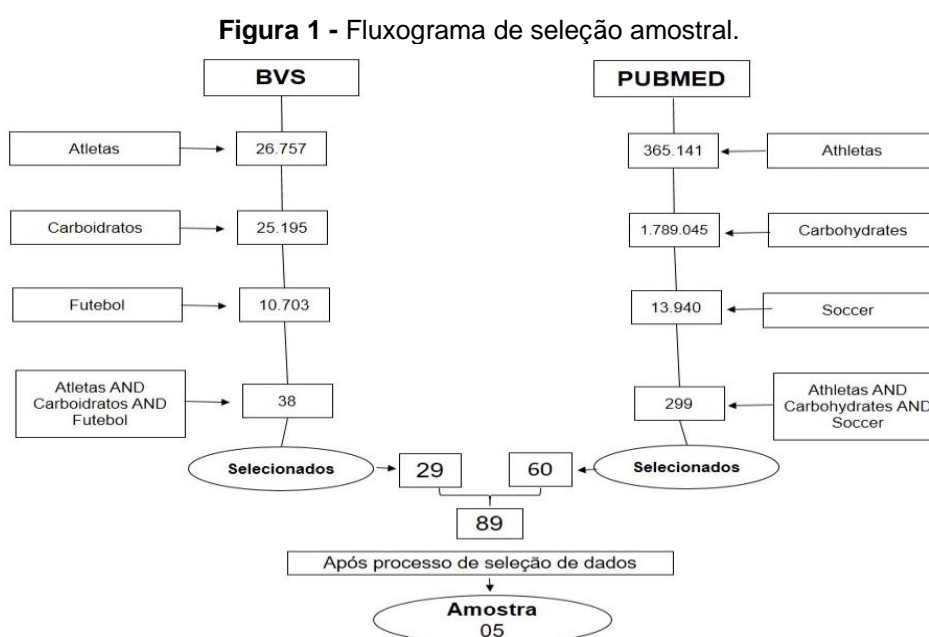 Figura 1 - Fluxograma de seleção amostral.
BVS
PUBMED
Atletas
26.757
365.141
Athletas
Carboidratos
25.195
1.789.045
Carbohydrates
Futebol
10.703
13.940
Soccer
Atletas AND
Carboidratos AND
Futebol
38
299
Athletas AND
Carbohydrates AND
Soccer
Selecionados
29
60
Selecionados
89
Após processo de seleção de dados
Amostra
05